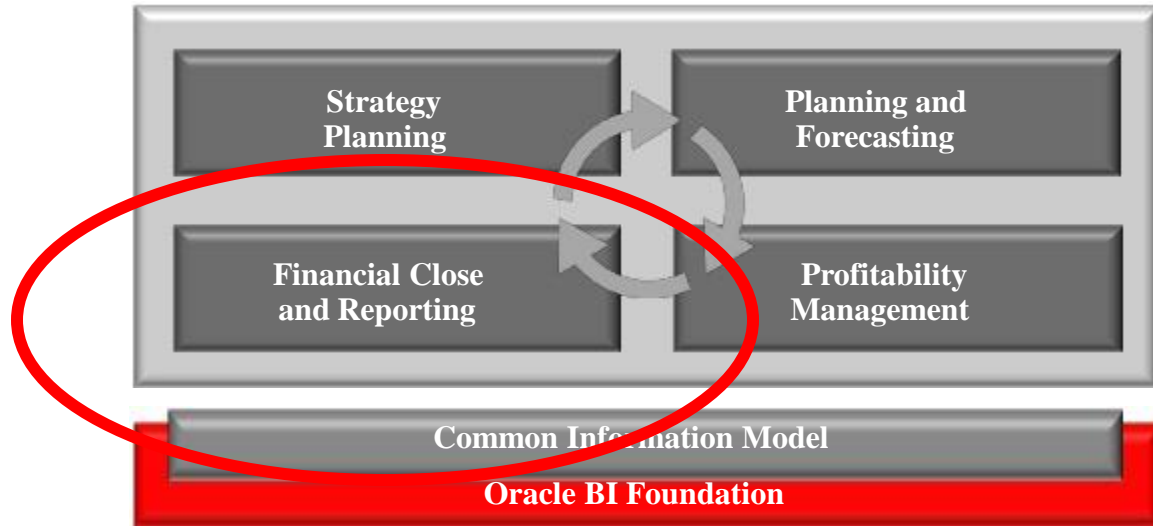 Strategy
Planning
Planning and
Forecasting
Financial Close
and Reporting
Profitability
Management
Common Information Model
Oracle BI Foundation